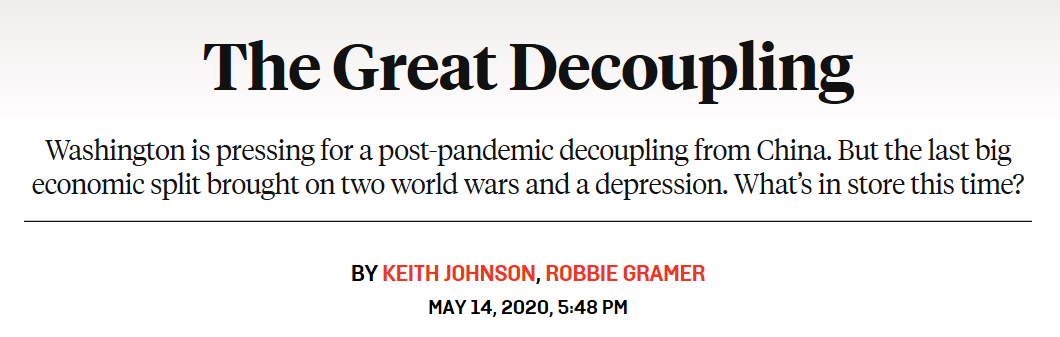 The Great Decoupling
Washington is pressing for a post-pandemic decoupling from China. But the last big
economic split brought on two world wars and a depression. What’s in store this time?
BY KEITH JOHNSON, ROBBIE GRAMER
MAY 14, 2020, 5:48 PM